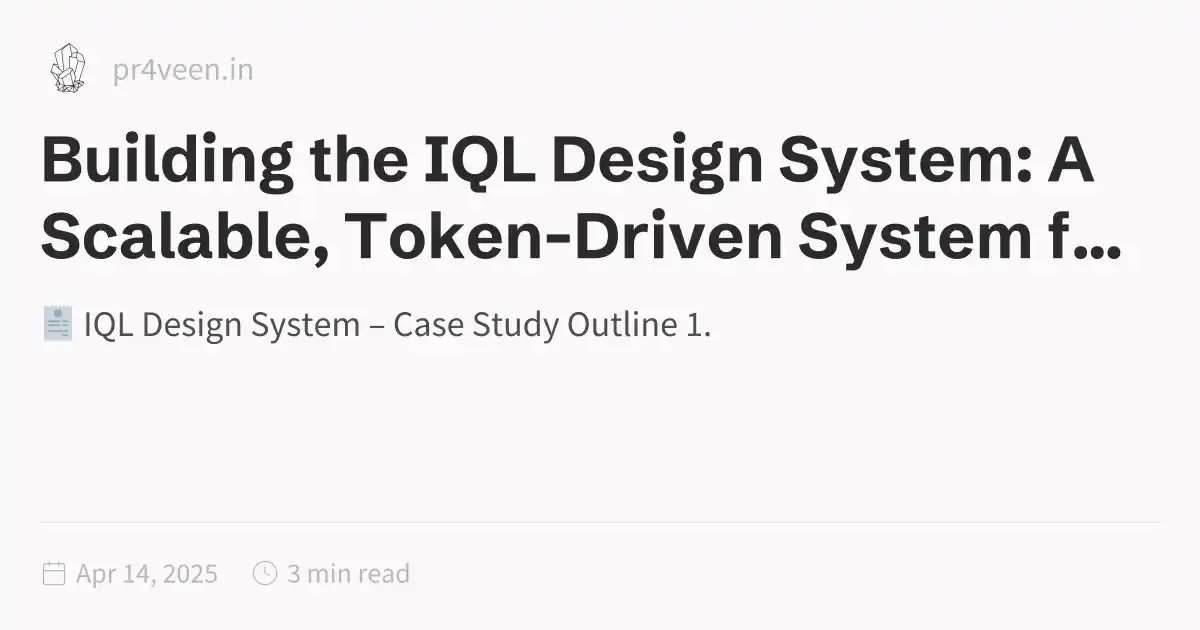 pr4veen.in
Building the IQL Design System: A
Scalable, Token-Driven System f...
IQL Design System – Case Study Outline 1.
Apr 14, 2025 3 min read